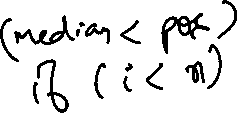 (median < pos)
if (i < n)